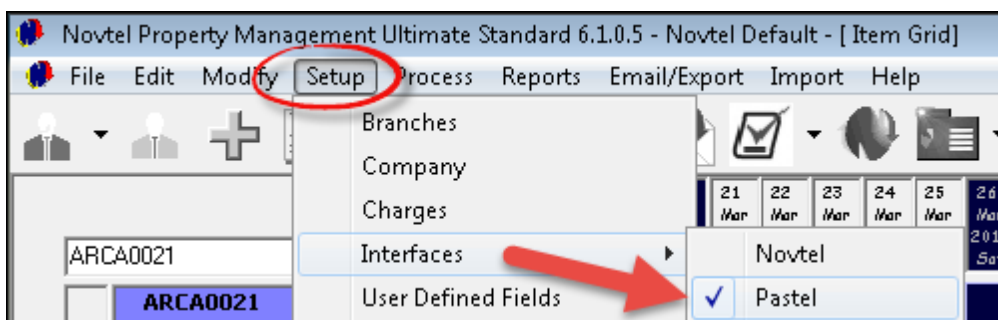 Novtel Property Management Ultimate Standard 6.1.0.5 - Novtel Default - [ Item Grid]
File Edit Modify Setup Process Reports Email/Export Import Help
Branches
Company
Charges
Interfaces
User Defined Fields
21 22 23 24 25 26
Mar Mar Mar Mar Mar
201
Novtel
Pastel
ARCA0021
ARCA0021